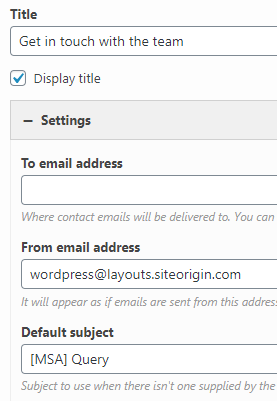 Title
Get in touch with the team
Display title
Settings
To email address
Where contact emails will be delivered to. You can
From email address
wordpress@layouts.siteorigin.com
It will appear as if emails are sent from this address
Default subject
[MSA] Query
Subject to use when there isn't one supplied by the